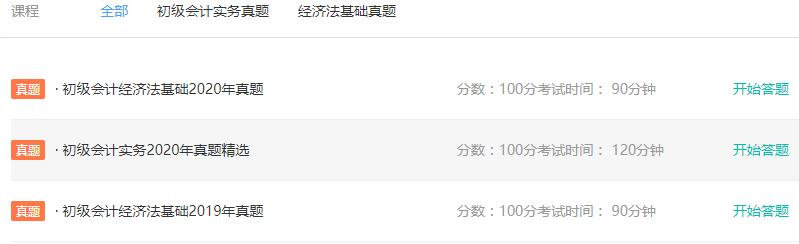 课程 全部 初级会计实务真题 经济法基础真题
真题 · 初级会计经济法基础2020年真题 分数：100分考试时间： 90分钟 开始答题
真题 · 初级会计实务2020年真题精选 分数：100分考试时间： 120分钟 开始答题
真题 · 初级会计经济法基础2019年真题 分数：100分考试时间： 90分钟 开始答题